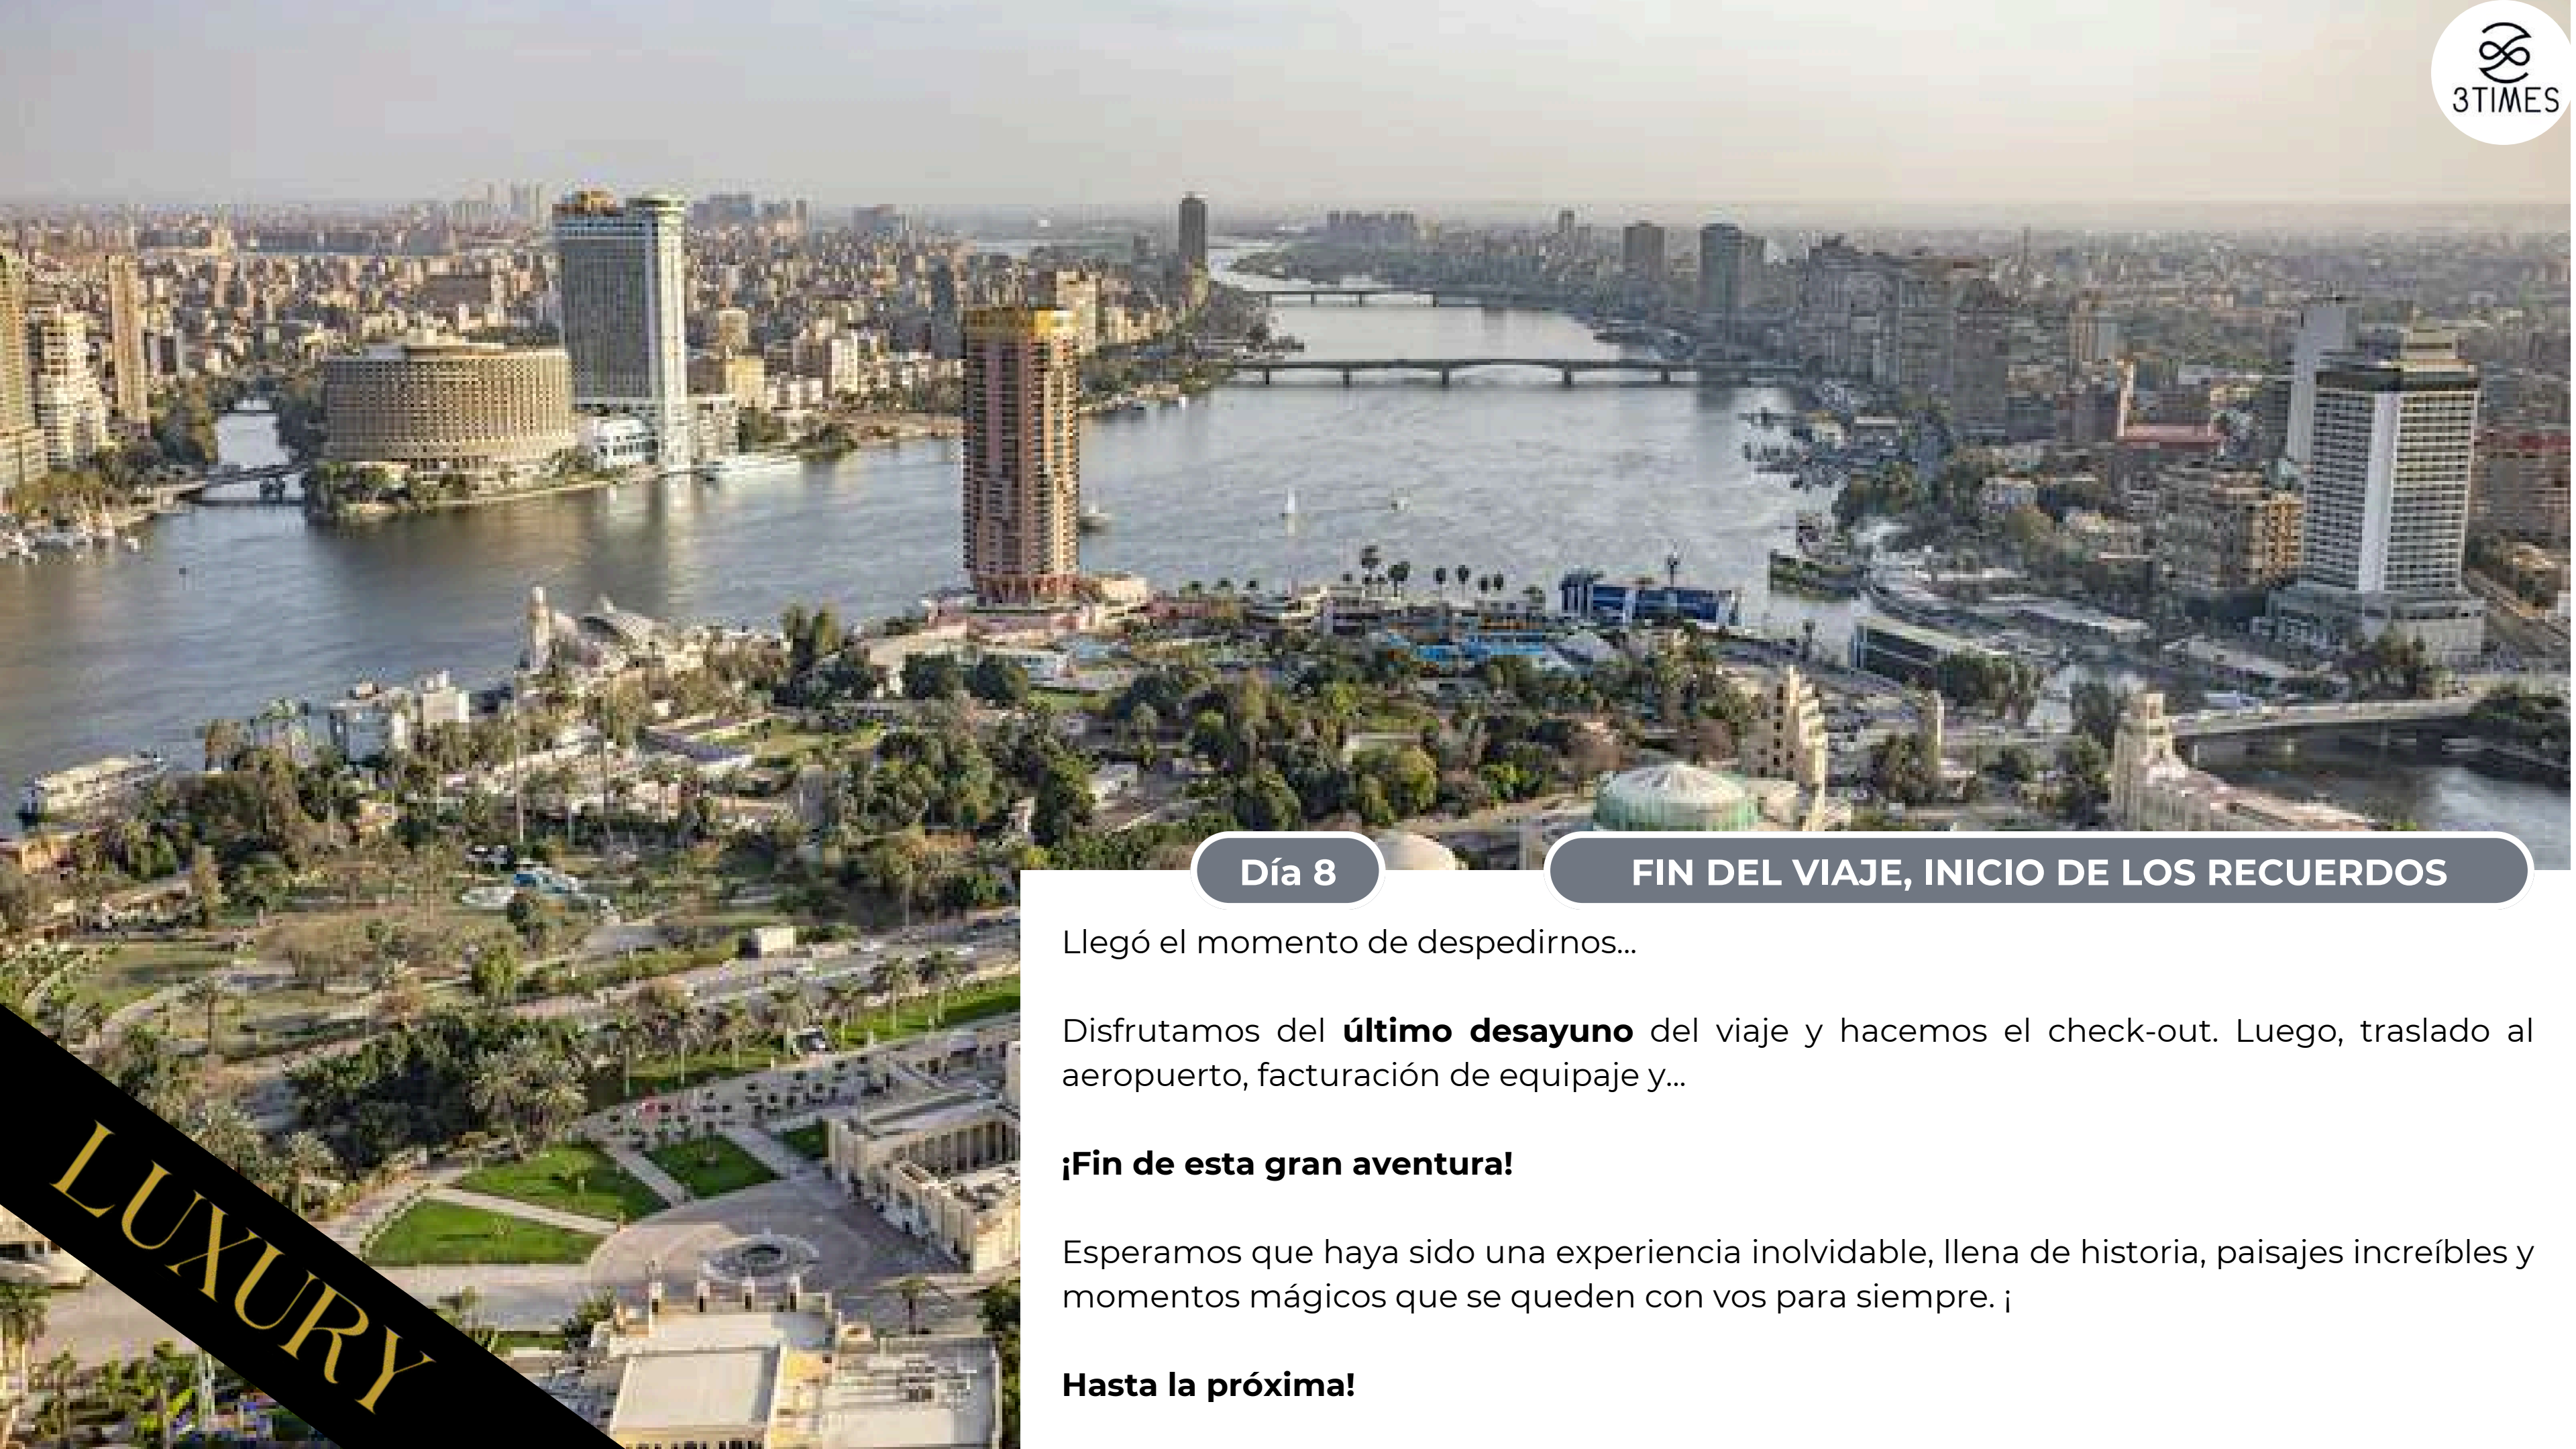 3TIMES
Día 8
FIN DEL VIAJE, INICIO DE LOS RECUERDOS
Llegó el momento de despedirnos...
Disfrutamos del último desayuno del viaje y hacemos el check-out. Luego, traslado al
aeropuerto, facturación de equipaje y...
¡Fin de esta gran aventura!
Esperamos que haya sido una experiencia inolvidable, llena de historia, paisajes increíbles y
momentos mágicos que se queden con vos para siempre. ¡
Hasta la próxima!
LUXURY